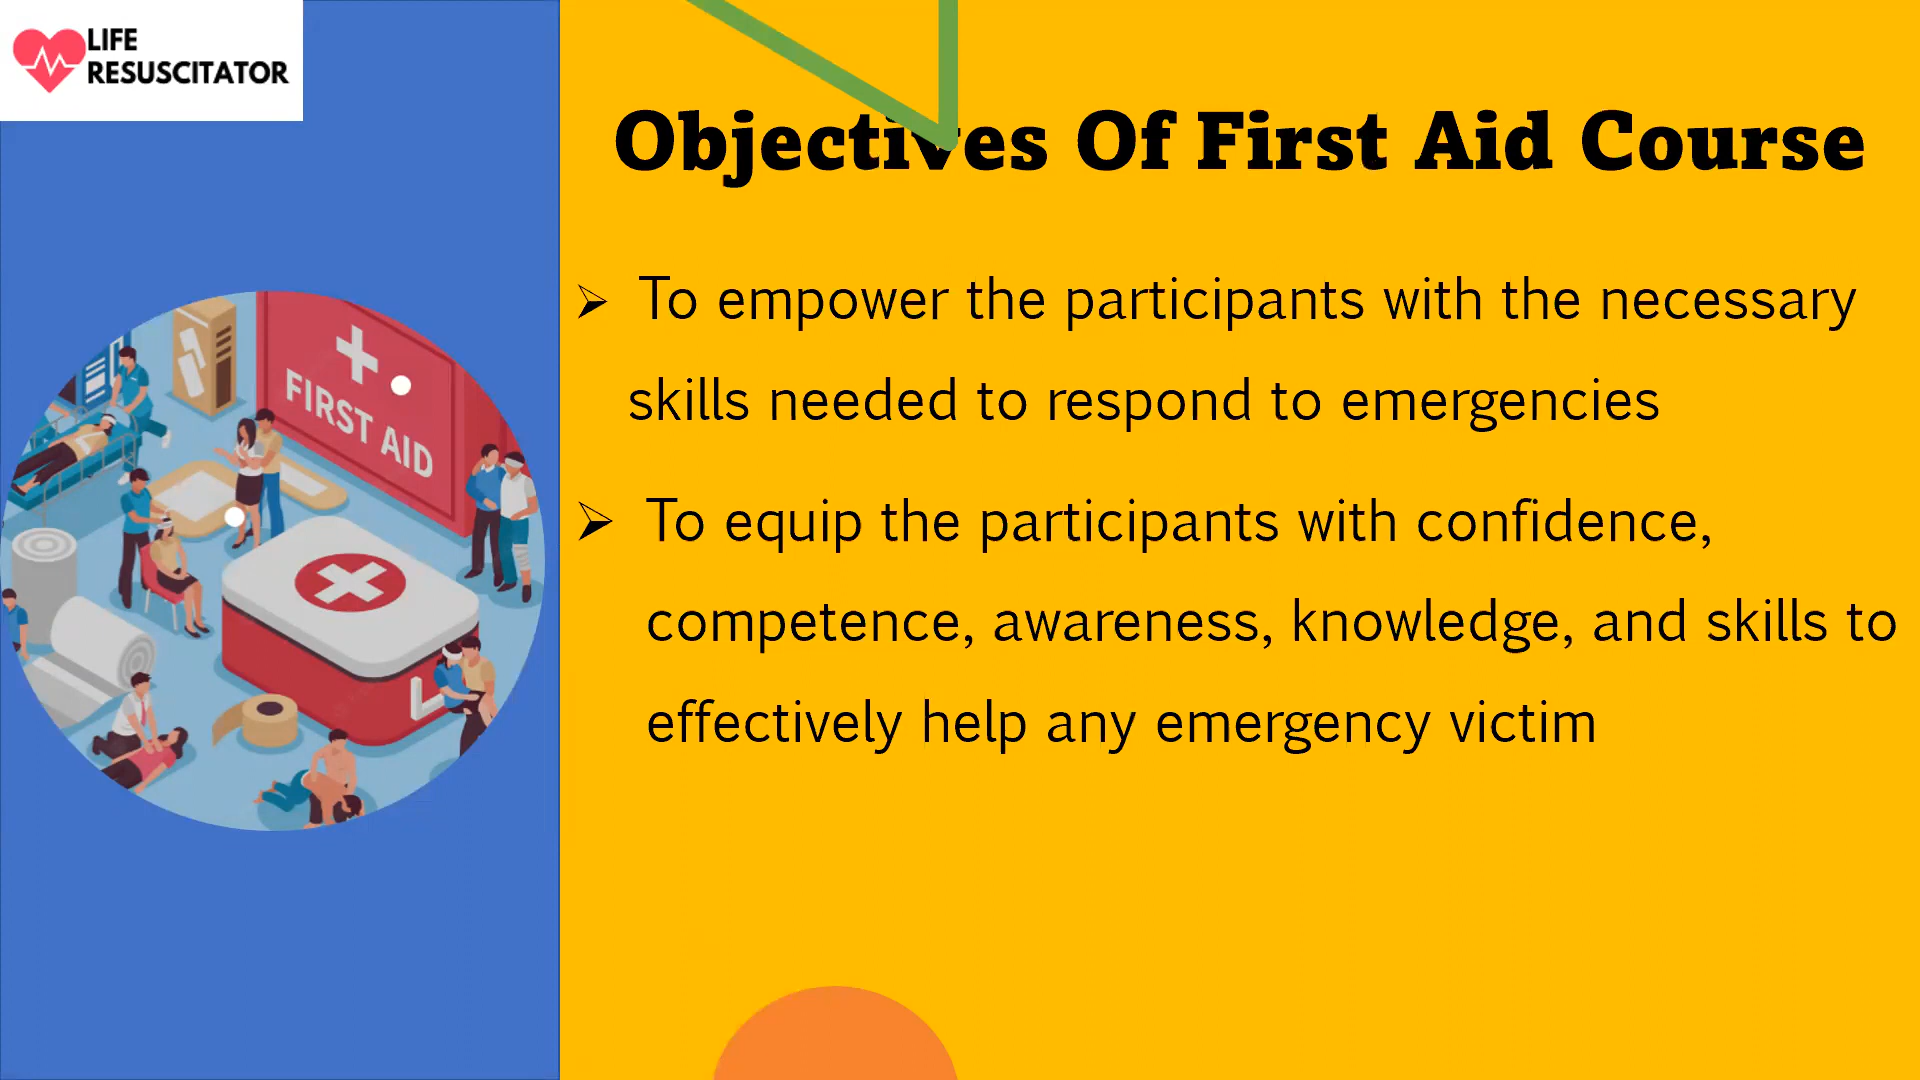 LIFE
RESUSCITATOR
Objectives Of First Aid Course
To empower the participants with the necessary
skills needed to respond to emergencies
To equip the participants with confidence,
competence, awareness, knowledge, and skills to
effectively help any emergency victim
FIRST AID